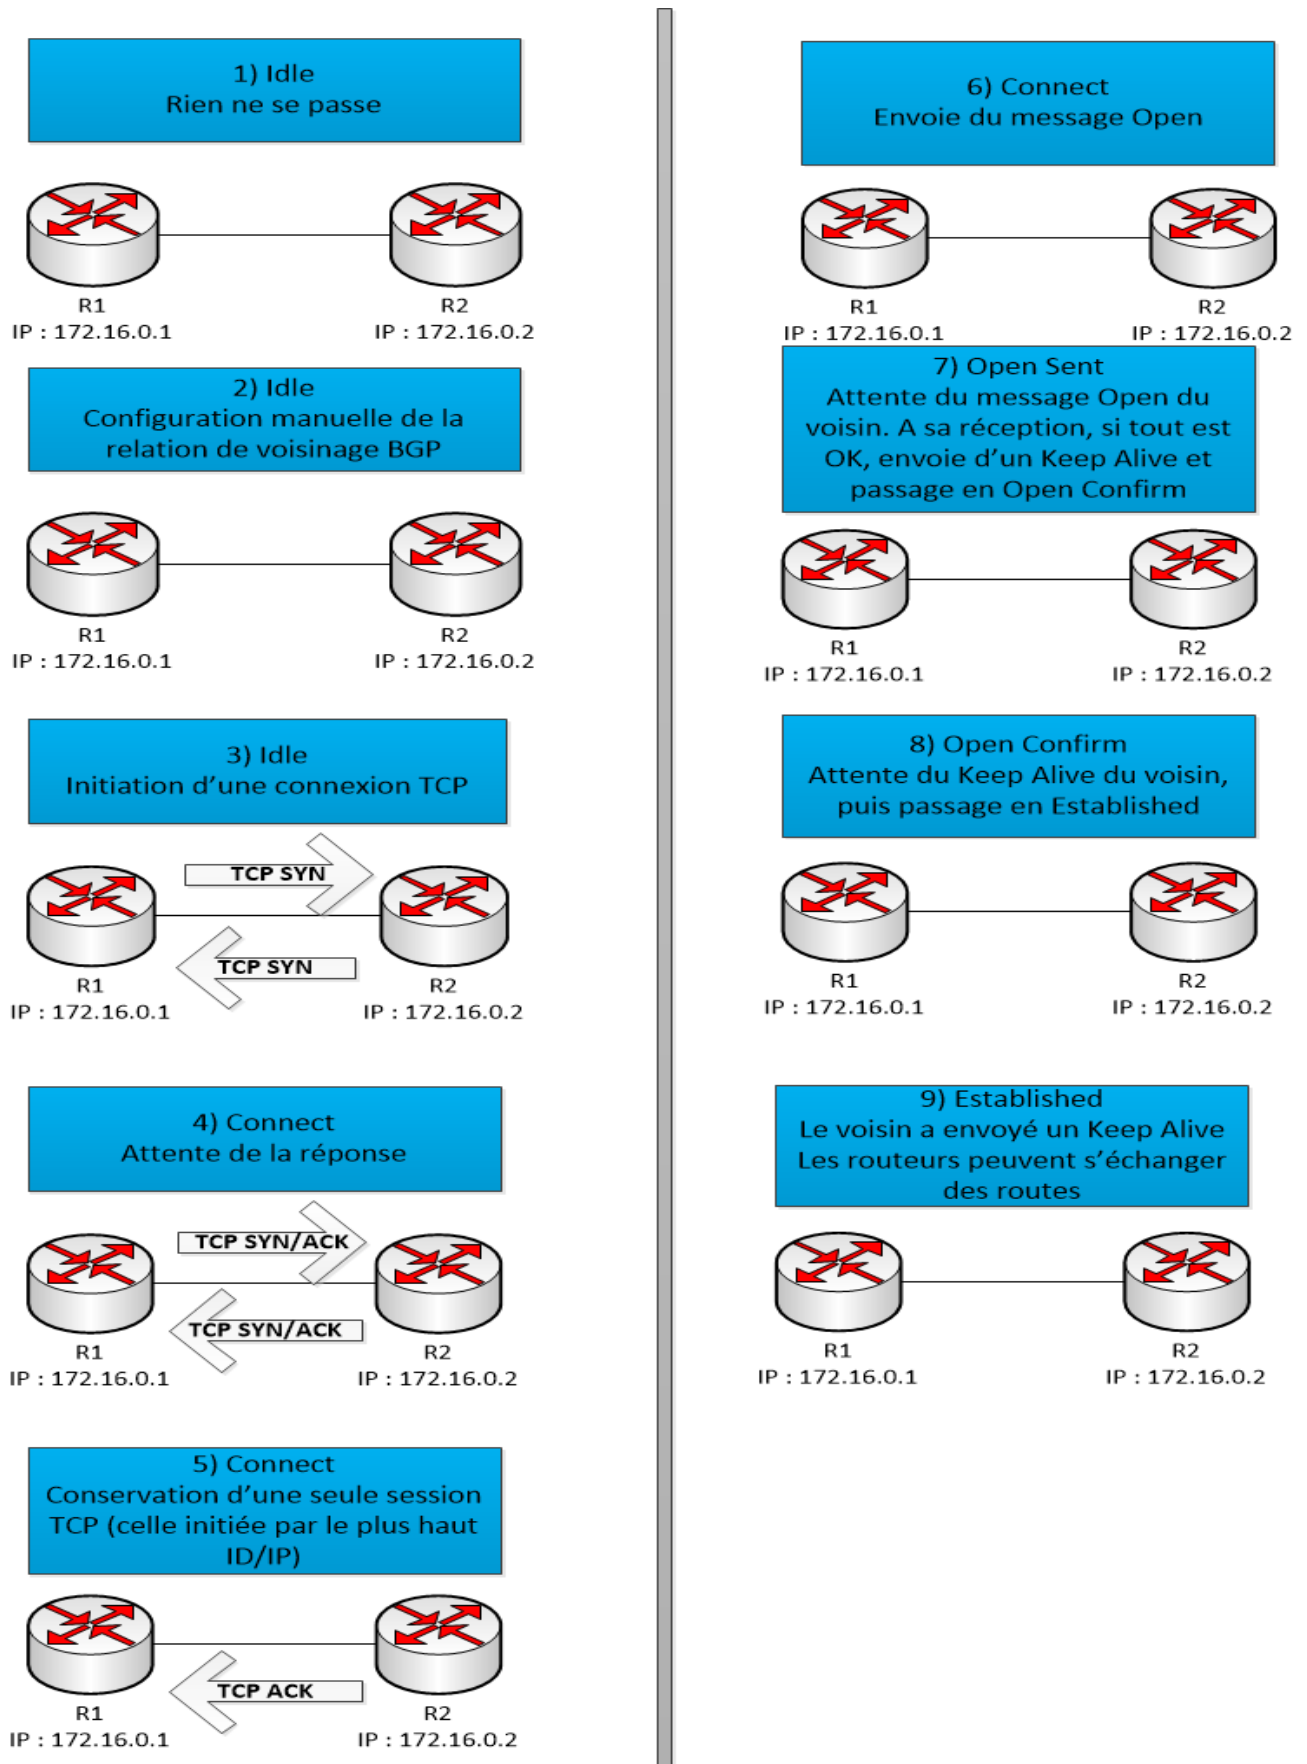 1) Idle
Rien ne se passe
R1
IP : 172.16.0.1
R2
IP : 172.16.0.2
2) Idle
Configuration manuelle de la
relation de voisinage BGP
R1
IP : 172.16.0.1
R2
IP : 172.16.0.2
3) Idle
Initiation d’une connexion TCP
TCP SYN
TCP SYN
R1
IP : 172.16.0.1
R2
IP : 172.16.0.2
4) Connect
Attente de la réponse
TCP SYN/ACK
TCP SYN/ACK
R1
IP : 172.16.0.1
R2
IP : 172.16.0.2
5) Connect
Conservation d’une seule session
TCP (celle initiée par le plus haut
ID/IP)
TCP ACK
R1
IP : 172.16.0.1
R2
IP : 172.16.0.2
6) Connect
Envoie du message Open
R1
IP : 172.16.0.1
R2
IP : 172.16.0.2
7) Open Sent
Attente du message Open du
voisin. A sa réception, si tout est
OK, envoie d’un Keep Alive et
passage en Open Confirm
R1
IP : 172.16.0.1
R2
IP : 172.16.0.2
8) Open Confirm
Attente du Keep Alive du voisin,
puis passage en Established
R1
IP : 172.16.0.1
R2
IP : 172.16.0.2
9) Established
Le voisin a envoyé un Keep Alive
Les routeurs peuvent s’échanger
des routes
R1
IP : 172.16.0.1
R2
IP : 172.16.0.2